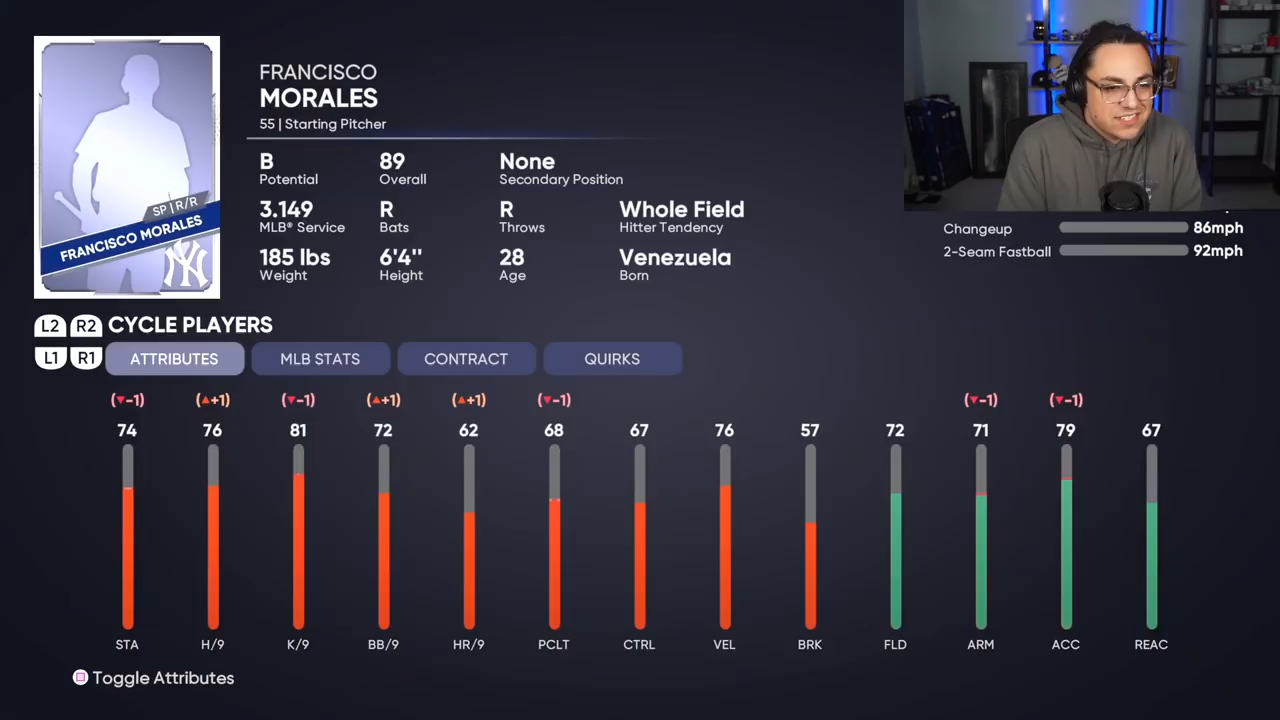 FRANCISCO
MORALES
55 | Starting Pitcher
B
Potential
89
Overall
None
Secondary Position
3.149
MLB® Service
R
Bats
R
Throws
Whole Field
Hitter Tendency
185 lbs
Weight
6'4"
Height
28
Age
Venezuela
Born
SP | R/R
FRANCISCO MORALES
NY
Changeup 86mph
2-Seam Fastball 92mph
L2 R2 CYCLE PLAYERS
L1 R1 ATTRIBUTES MLB STATS CONTRACT QUIRKS
(▼-1) (▲+1) (▼-1) (▲+1) (▲+1) (▼-1) (▼-1) (▼-1)
74 76 81 72 62 68 67 76 57 72 71 79 67
STA H/9 K/9 BB/9 HR/9 PCLT CTRL VEL BRK FLD ARM ACC REAC
Toggle Attributes